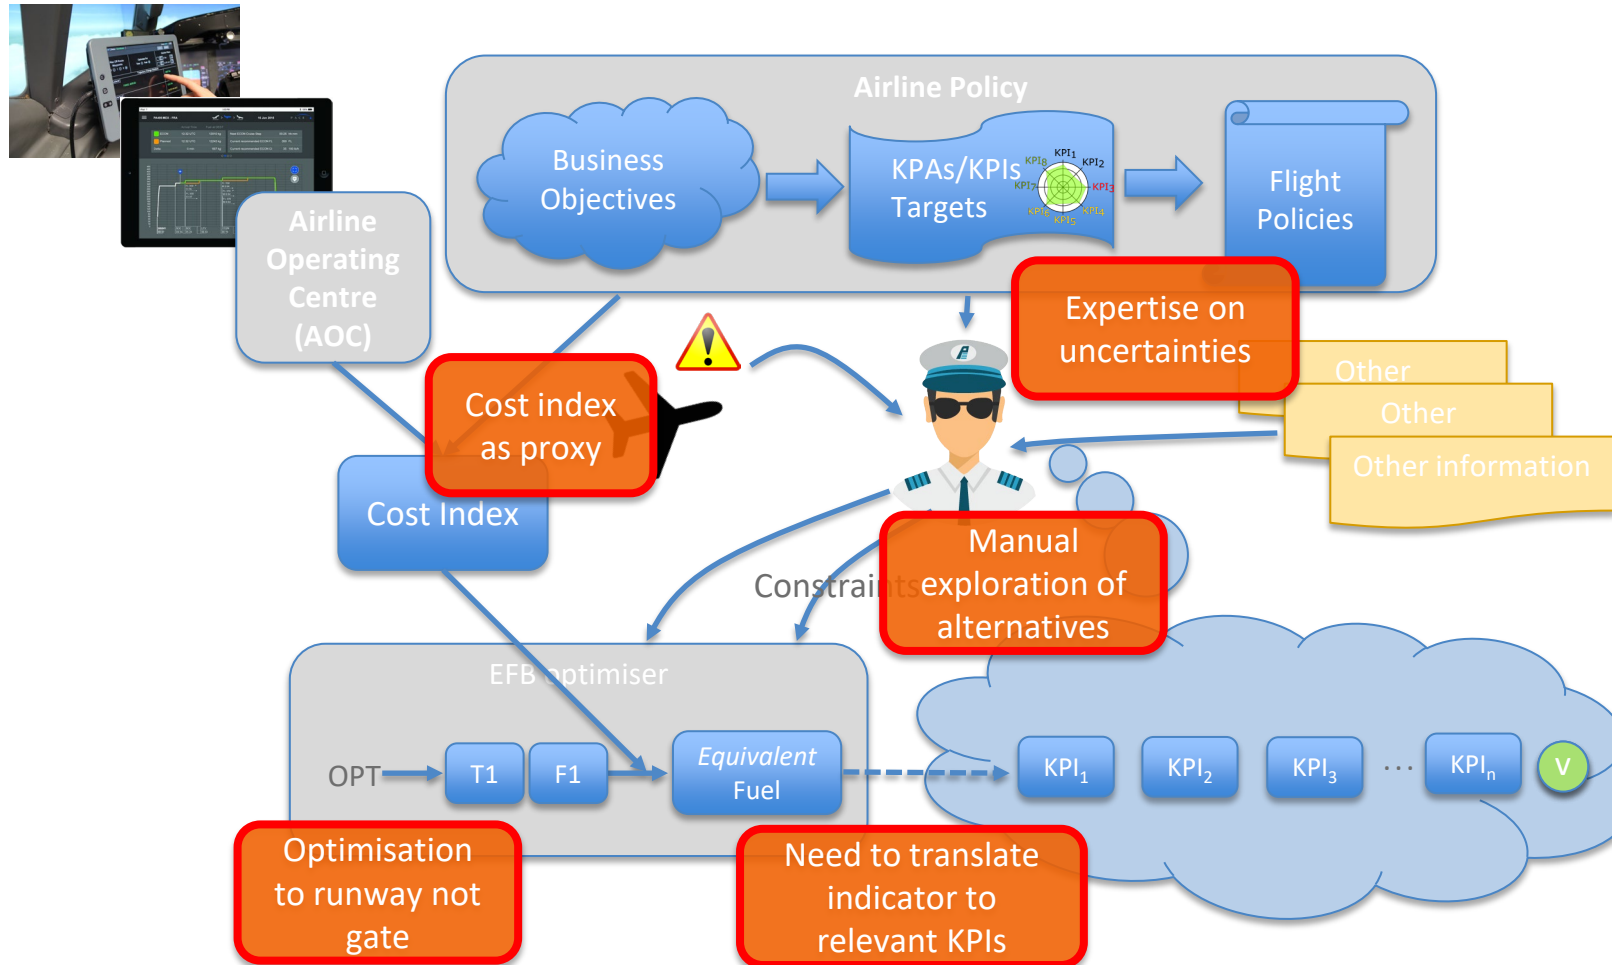 Airline Policy
Business
Objectives
KPAs/KPIs
Targets
KPI1
KPI2
KPI3
KPI4
KPI5
KPI6
KPI7
KPI8
Flight
Policies
Airline
Operating
Centre
(AOC)
Expertise on
uncertainties
Cost index
as proxy
Other
Other
Other information
Cost Index
Manual
exploration of
alternatives
Constraints
EFB optimiser
OPT
T1
F1
Equivalent
Fuel
KPI1
KPI2
KPI3
...
KPIn
V
Optimisation
to runway not
gate
Need to translate
indicator to
relevant KPIs